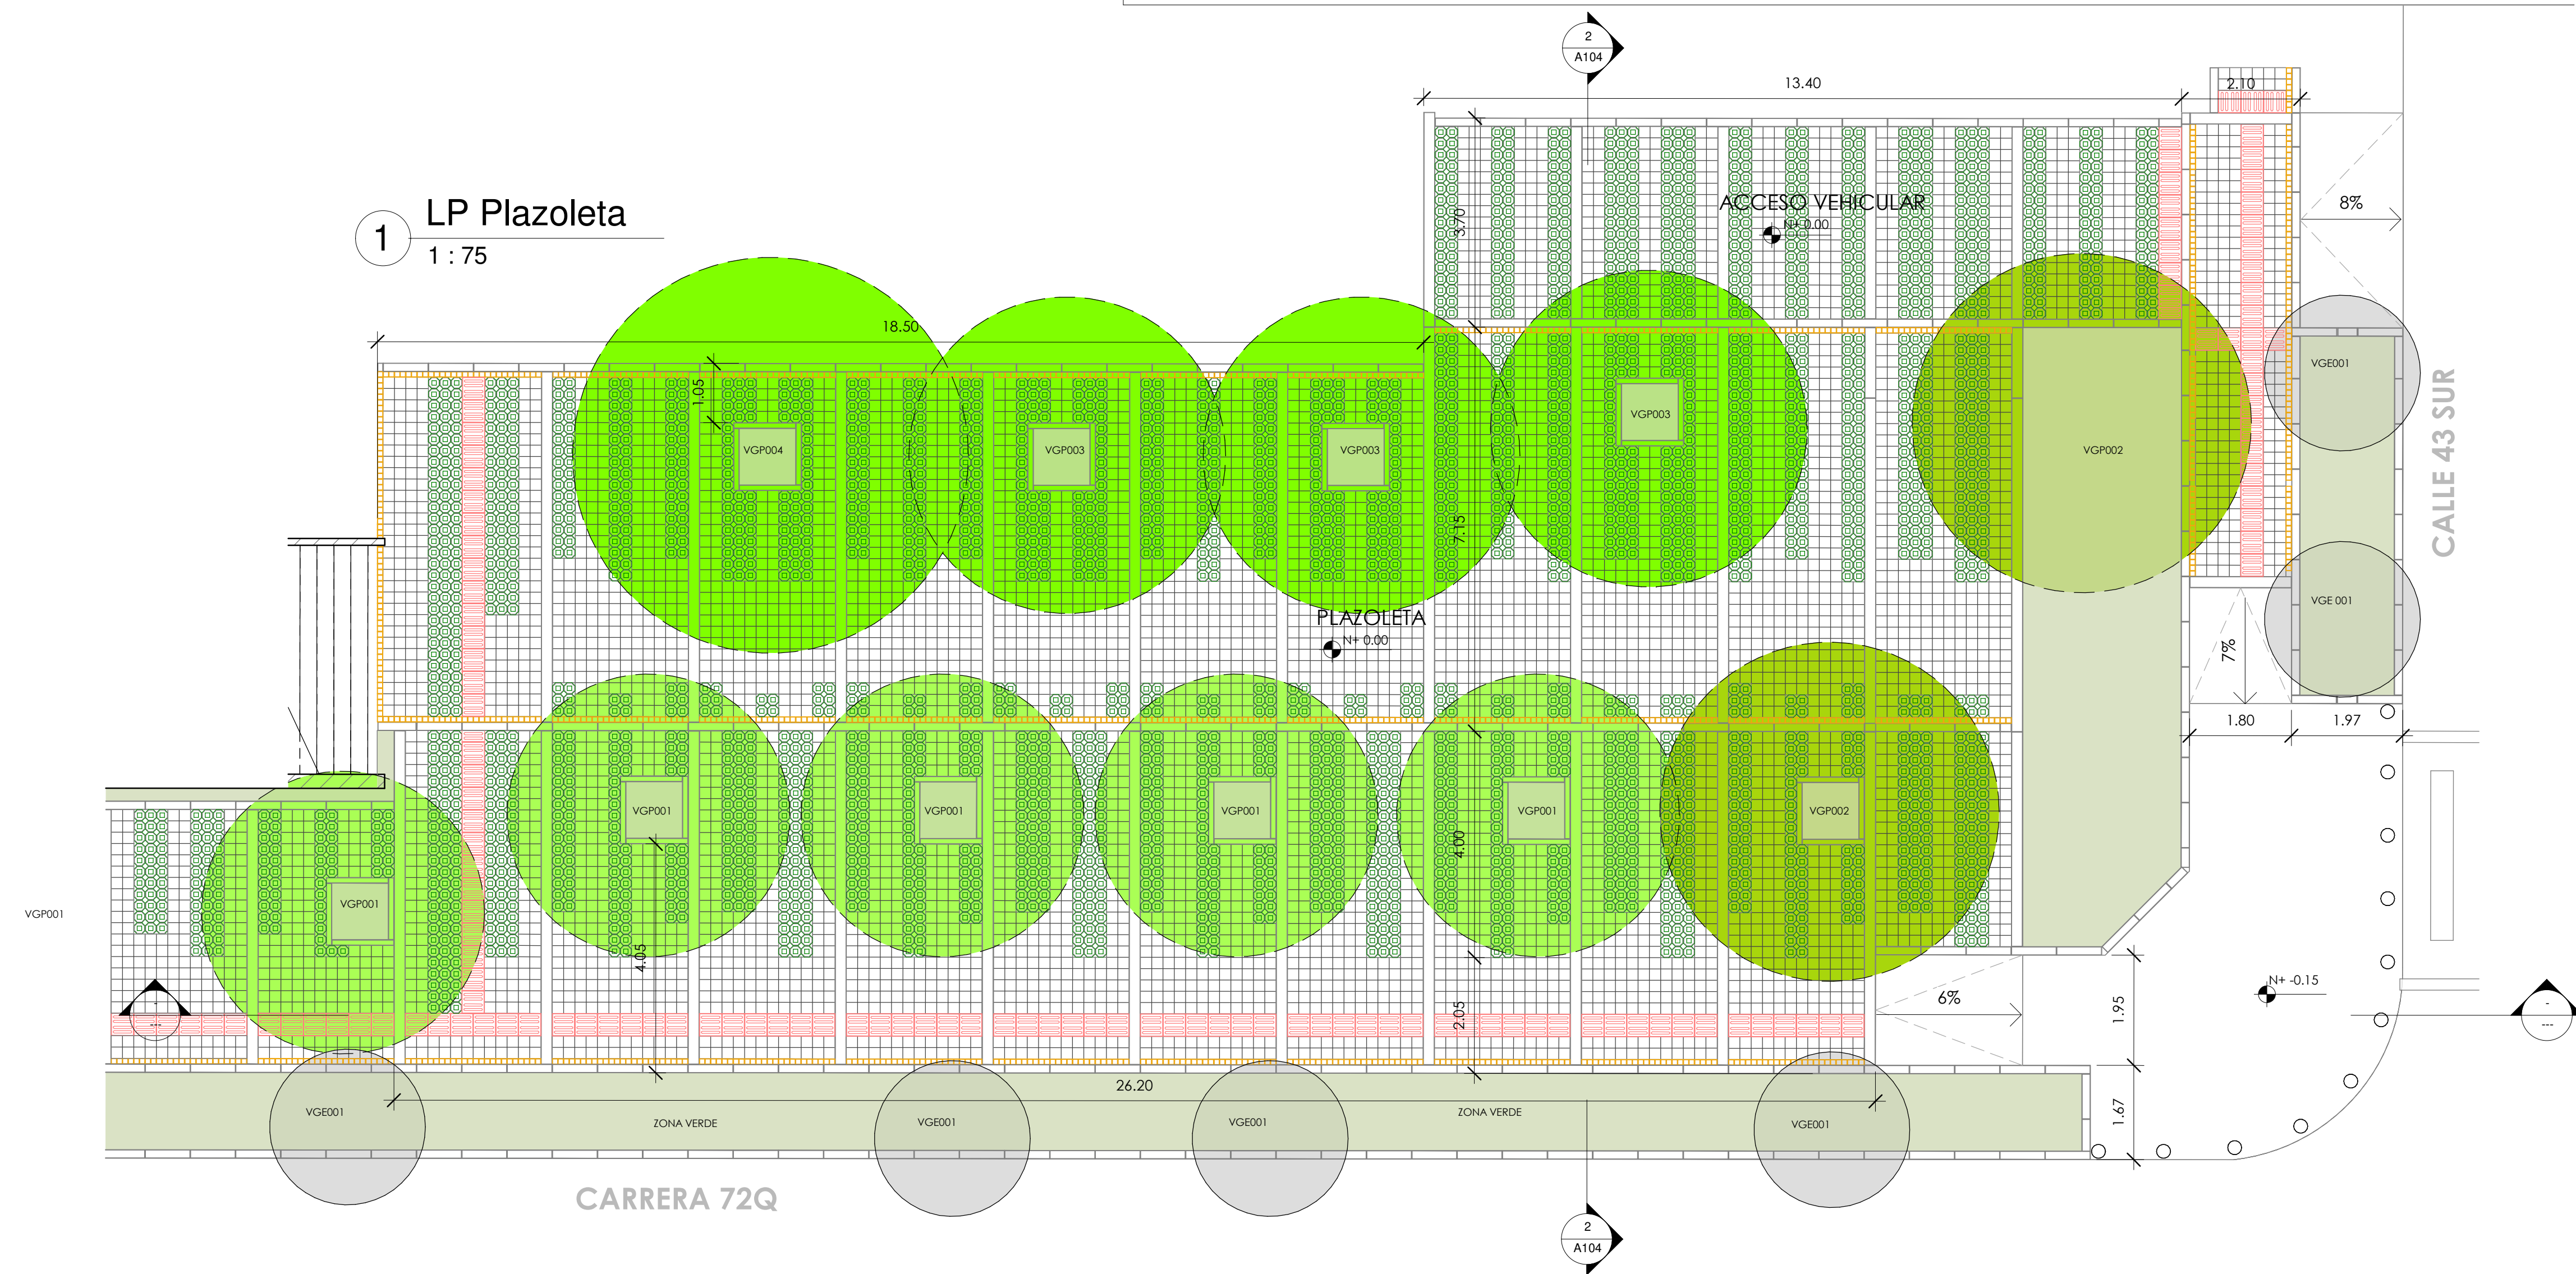 2
A104
13.40
2.10
1
LP Plazoleta
1 : 75
ACCESO VEHICULAR
N+ 0.00
3.70
8%
18.50
1.05
VGP004
VGP003
VGP003
VGP003
VGP002
VGE001
CALLE 43 SUR
7.15
PLAZOLETA
N+ 0.00
VGE 001
7%
1.80
1.97
VGP001
VGP001
VGP001
VGP001
VGP002
4.00
VGP001
VGP001
4.05
-
---
2.05
6%
1.95
N+ -0.15
-
---
26.20
VGE001
ZONA VERDE
VGE001
VGE001
ZONA VERDE
VGE001
1.67
CARRERA 72Q
2
A104